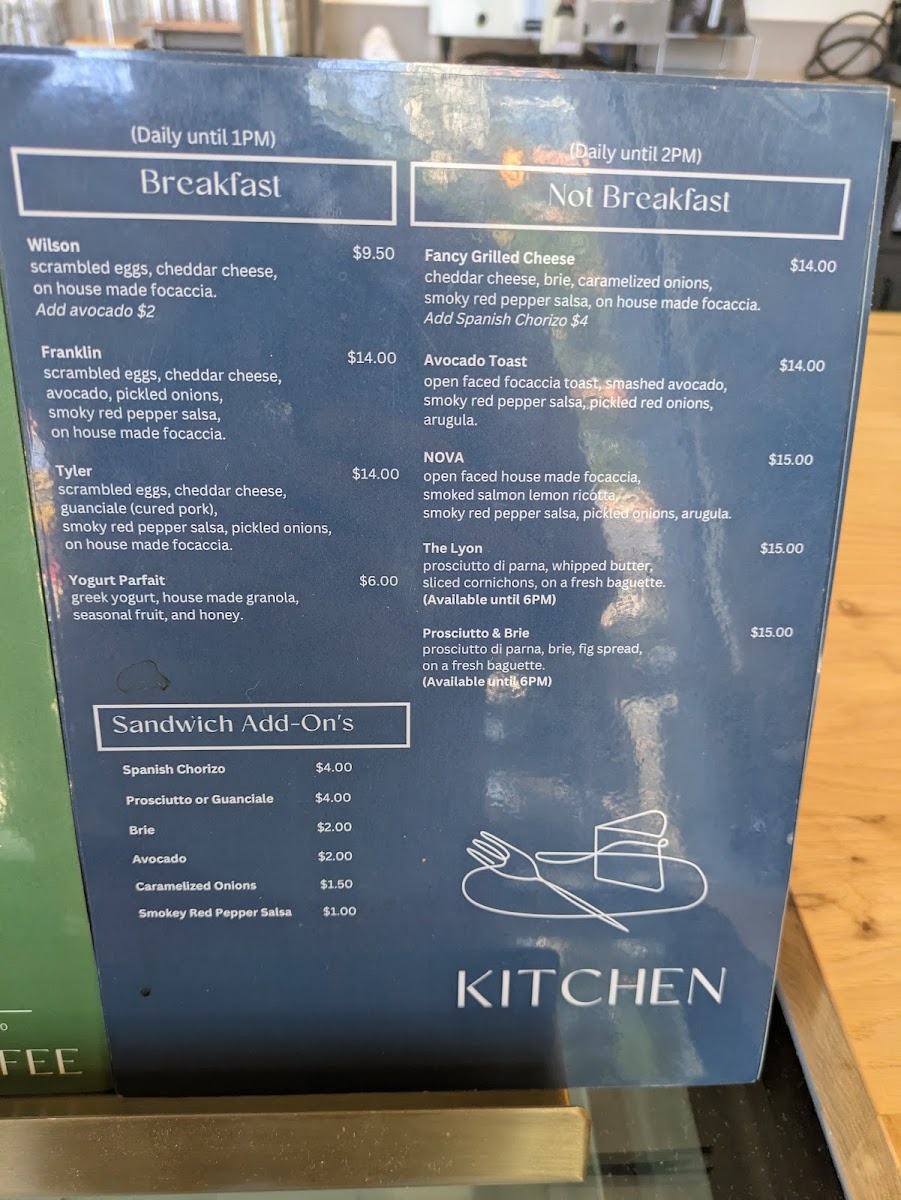 (Daily until 1PM)
Breakfast
Wilson $9.50
scrambled eggs, cheddar cheese,
on house made focaccia.
Add avocado $2
Franklin $14.00
scrambled eggs, cheddar cheese,
avocado, pickled onions,
smoky red pepper salsa,
on house made focaccia.
Tyler $14.00
scrambled eggs, cheddar cheese,
guanciale (cured pork),
smoky red pepper salsa, pickled onions,
on house made focaccia.
Yogurt Parfait $6.00
greek yogurt, house made granola,
seasonal fruit, and honey.
Sandwich Add-On's
Spanish Chorizo $4.00
Prosciutto or Guanciale $4.00
Brie $2.00
Avocado $2.00
Caramelized Onions $1.50
Smokey Red Pepper Salsa $1.00
(Daily until 2PM)
Not Breakfast
Fancy Grilled Cheese $14.00
cheddar cheese, brie, caramelized onions,
smoky red pepper salsa, on house made focaccia.
Add Spanish Chorizo $4
Avocado Toast $14.00
open faced focaccia toast, smashed avocado,
smoky red pepper salsa, pickled red onions,
arugula.
NOVA $15.00
open faced house made focaccia,
smoked salmon lemon ricotta,
smoky red pepper salsa, pickled onions, arugula.
The Lyon $15.00
prosciutto di parna, whipped butter,
sliced cornichons, on a fresh baguette.
(Available until 6PM)
Prosciutto & Brie $15.00
prosciutto di parna, brie, fig spread,
on a fresh baguette.
(Available until 6PM)
KITCHEN
FEE